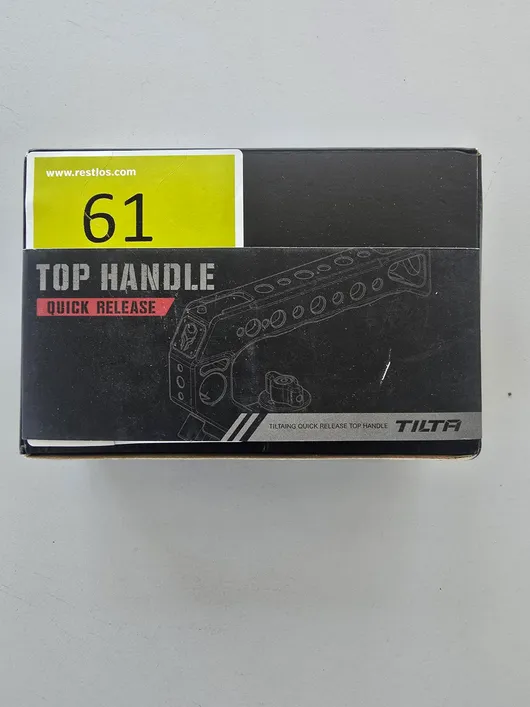 www.restlos.com
61
TOP HANDLE
QUICK RELEASE
TILTAING QUICK RELEASE TOP HANDLE TILTA